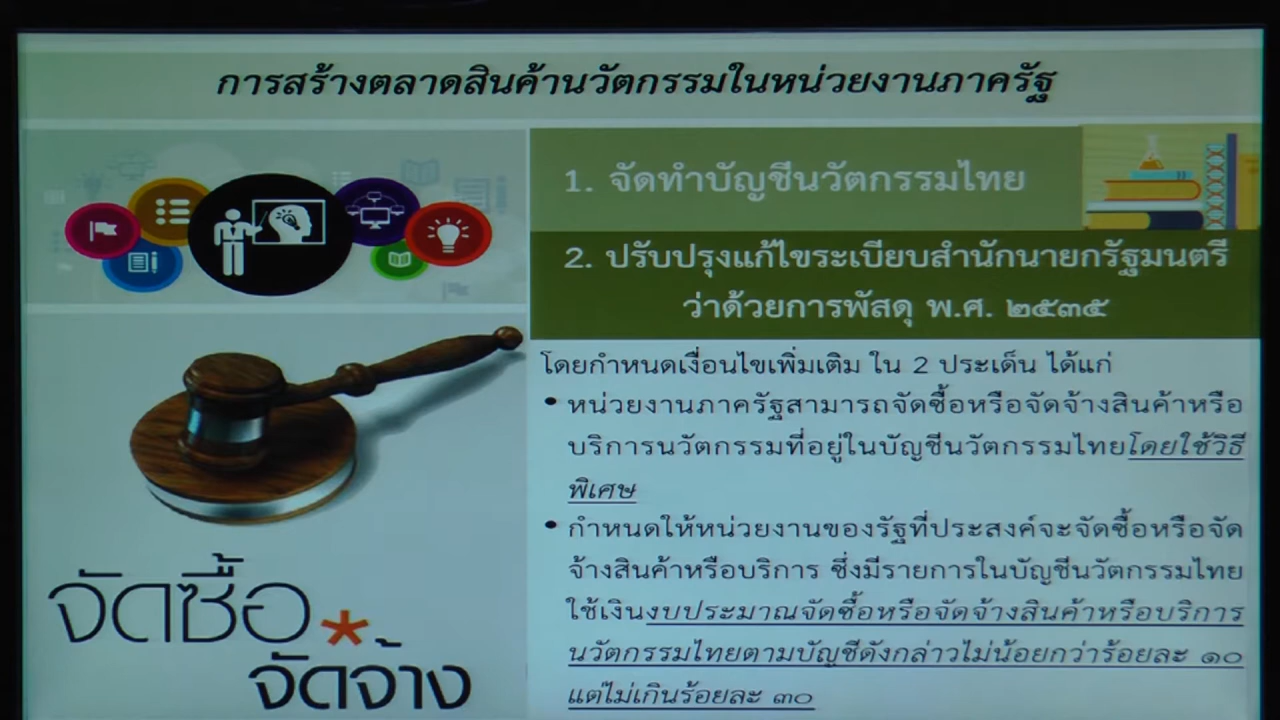 การสร้างตลาดสินค้านวัตกรรมในหน่วยงานภาครัฐ
1. จัดทำบัญชีนวัตกรรมไทย
2. ปรับปรุงแก้ไขระเบียบสำนักนายกรัฐมนตรี
ว่าด้วยการพัสดุ พ.ศ. ๒๕๓๕
โดยกำหนดเงื่อนไขเพิ่มเติม ใน 2 ประเด็น ได้แก่
• หน่วยงานภาครัฐสามารถจัดซื้อหรือจัดจ้างสินค้าหรือ
บริการนวัตกรรมที่อยู่ในบัญชีนวัตกรรมไทยโดยใช้วิธี
พิเศษ
• กำหนดให้หน่วยงานของรัฐที่ประสงค์จะจัดซื้อหรือจัด
จ้างสินค้าหรือบริการ ซึ่งมีรายการในบัญชีนวัตกรรมไทย
ใช้เงินงบประมาณจัดซื้อหรือจัดจ้างสินค้าหรือบริการ
นวัตกรรมไทยตามบัญชีดังกล่าวไม่น้อยกว่าร้อยละ ๑๐
แต่ไม่เกินร้อยละ ๓๐
จัดซื้อ*
จัดจ้าง